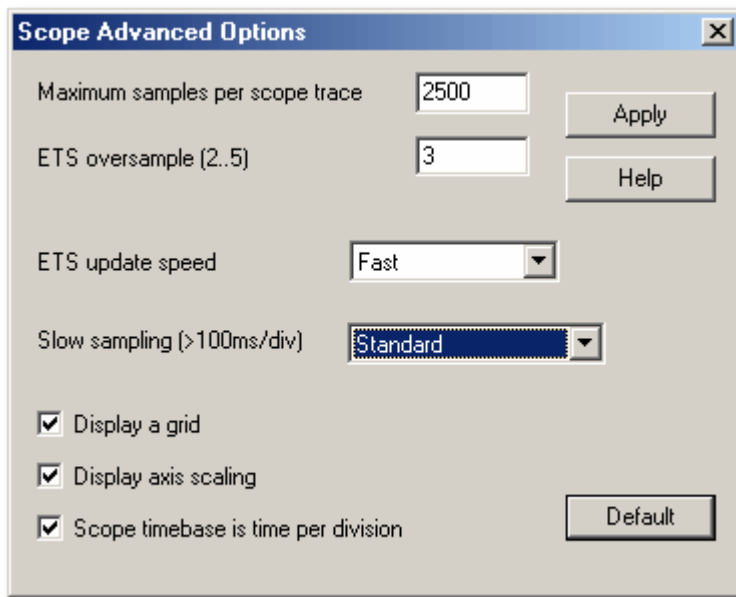 Scope Advanced Options
Maximum samples per scope trace 2500
Apply
ETS oversample (2..5) 3
Help
ETS update speed Fast
Slow sampling (>100ms/div) Standard
Display a grid
Display axis scaling
Scope timebase is time per division
Default